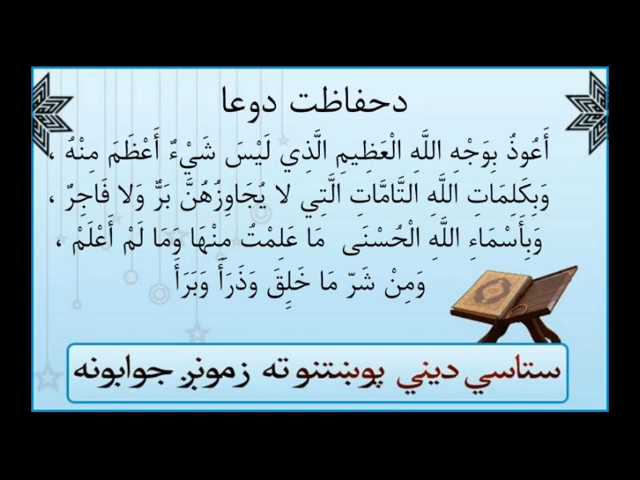 دحفاظت دوعا
أَعُوذُ بِوَجْهِ اللَّهِ الْعَظِيمِ الَّذِي لَيْسَ شَيْءٌ أَعْظَمَ مِنْهُ ،
وَبِكَلِمَاتِ اللَّهِ التَّامَّاتِ الَّتِي لا يُجَاوِزُهُنَّ بَرٌّ وَلا فَاجِرٌ ،
وَبِأَسْمَاءِ اللَّهِ الْحُسْنَى مَا عَلِمْتُ مِنْهَا وَمَا لَمْ أَعْلَمْ ،
وَمِنْ شَرِّ مَا خَلِقَ وَذَرَأَ وَبَرَأَ
ستاسي ديني پوښتنو ته زمونږ جوابونه